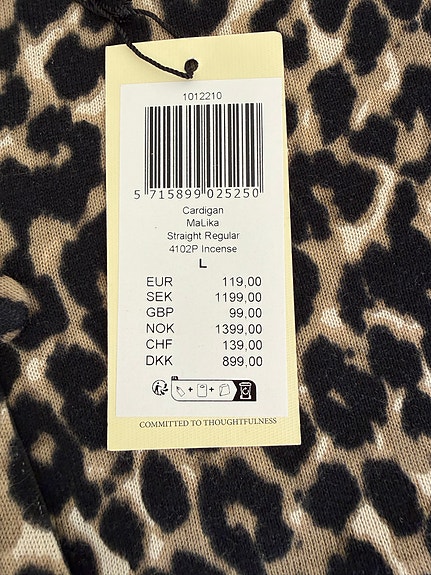 1012210
5 715899 025250
Cardigan
MaLika
Straight Regular
4102P Incense
L
EUR 119,00
SEK 1199,00
GBP 99,00
NOK 1399,00
CHF 139,00
DKK 899,00
COMMITTED TO THOUGHTFULNESS